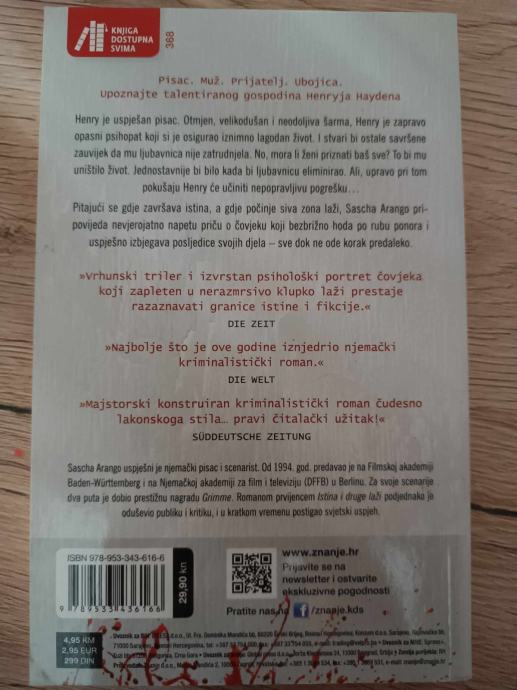 KNJIGA
DOSTUPNA
SVIMA
368
Pisac. Muž. Prijatelj. Ubojica.
Upoznajte talentiranog gospodina Henryja Haydena
Henry je uspješan pisac. Otmjen, velikodušan i neodoljiva šarma, Henry je zapravo
opasni psihopat koji si je osigurao iznimno lagodan život. I stvari bi ostale savršene
zauvijek da mu ljubavnica nije zatrudnjela. No, mora li ženi priznati baš sve? To bi mu
uništilo život. Jednostavnije bi bilo kada bi ljubavnicu eliminirao. Ali, upravo pri tom
pokušaju Henry će učiniti nepopravljivu pogrešku...
Pitajući se gdje završava istina, a gdje počinje siva zona laži, Sascha Arango pri-
povijeda nevjerojatno napetu priču o čovjeku koji bezbrižno hoda po rubu ponora i
uspješno izbjegava posljedice svojih djela – sve dok ne ode korak predaleko.
»Vrhunski triler i izvrstan psihološki portret čovjeka
koji zapleten u nerazmrsivo klupko laži prestaje
razaznavati granice istine i fikcije.«
DIE ZEIT
»Najbolje što je ove godine iznjedrio njemački
kriminalistički roman.«
DIE WELT
»Majstorski konstruiran kriminalistički roman čudesno
lakonskoga stila… pravi čitalački užitak!«
SÜDDEUTSCHE ZEITUNG
Sascha Arango uspješni je njemački pisac i scenarist. Od 1994. god. predavao je na Filmskoj akademiji
Baden-Württemberg i na Njemačkoj akademiji za film i televiziju (DFFB) u Berlinu. Za svoje scenarije
dva puta je dobio prestižnu nagradu Grimme. Romanom prvijencem Istina i druge laži podjednako je
oduševio publiku i kritiku, i u kratkom vremenu postigao svjetski uspjeh.
ISBN 978-953-343-616-6
9 789533 436166
29,90 kn
www.znanje.hr
Prijavite se na
newsletter i ostvarite
ekskluzivne pogodnosti
Pratite nas na f /znanje.kds
4,95 KM
2,95 EUR
299 DIN